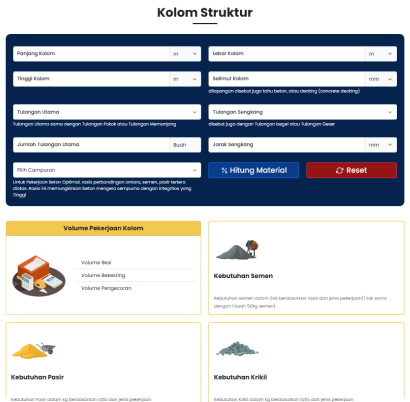 Kolom Struktur
Panjang Kolom m
Lebar Kolom m
Tinggi Kolom m
Selimut Kolom mm
dilapangan disebut juga tahu beton, atau decking (concrete decking)
Tulangan Utama
Tulangan Utama sama dengan Tulangan Pokok atau Tulangan Memanjang
Tulangan Sengkang
disebut juga dengan Tulangan begel atau Tulangan Geser
Jumlah Tulangan Utama Buah
Jarak Sengkang mm
Pilih Campuran
Untuk Pekerjaan Beton Optimal, rasio perbandingan antara, semen, pasir tertera
diatas. Rasio ini memungkinkan beton mengeras sempurna dengan integritas yang
Tinggi
Hitung Material
Reset
Volume Pekerjaan Kolom
Volume Besi
Volume Bekesting
Volume Pengecoran
Kebutuhan Semen
Kebutuhan semen dalam zak berdasarkan rasio dan jenis pekerjaan(1 zak sama
dengan 1 buah 50kg semen)
Kebutuhan Pasir
Kebutuhan Pasir dalam Kg berdasarkan ratio dan jenis pekerjaan
Kebutuhan Krikil
Kebutuhan Krikil dalam Kg berdasarkan ratio dan jenis pekerjaan